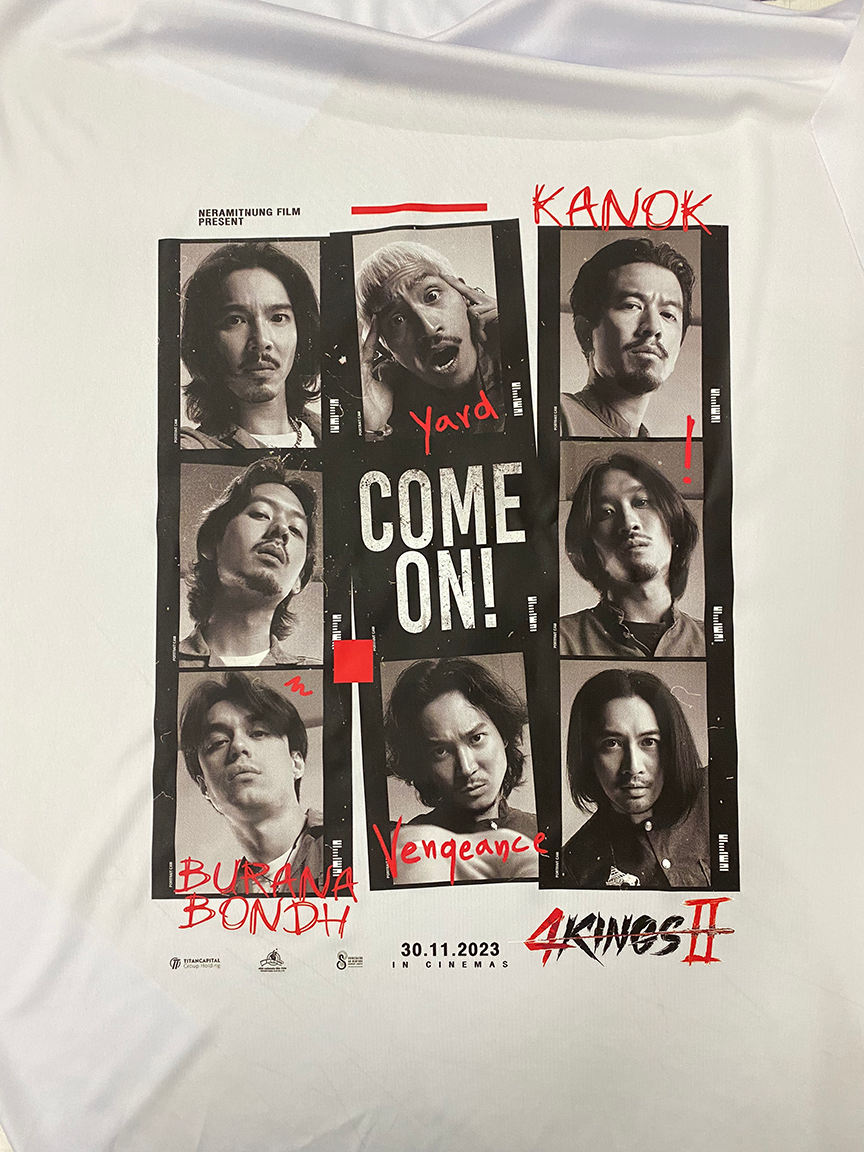 NERAMITNUNG FILM
PRESENT
KANOK
Yard
!
COME
ON!
Vengeance
BURANA
BONDH
TITANCAPITAL
Group Holding
30.11.2023
IN CINEMAS
4KINGS II